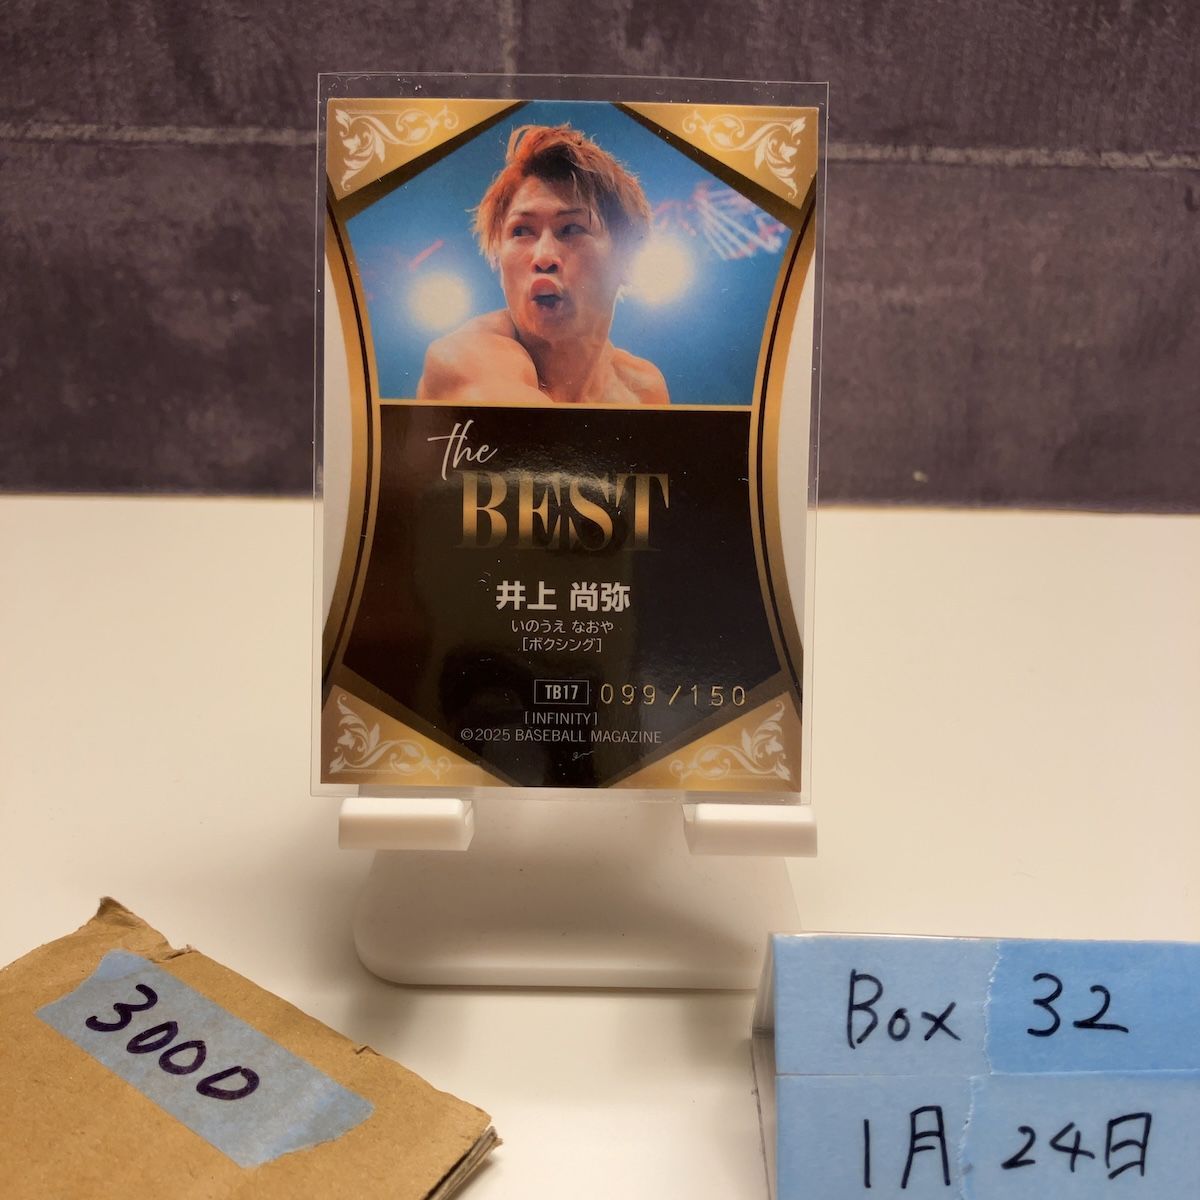 the
BEST
井上 尚弥
いのうえ なおや
[ボクシング]
TB17 099/150
[INFINITY]
©2025 BASEBALL MAGAZINE
3000
Box 32
1月 24日